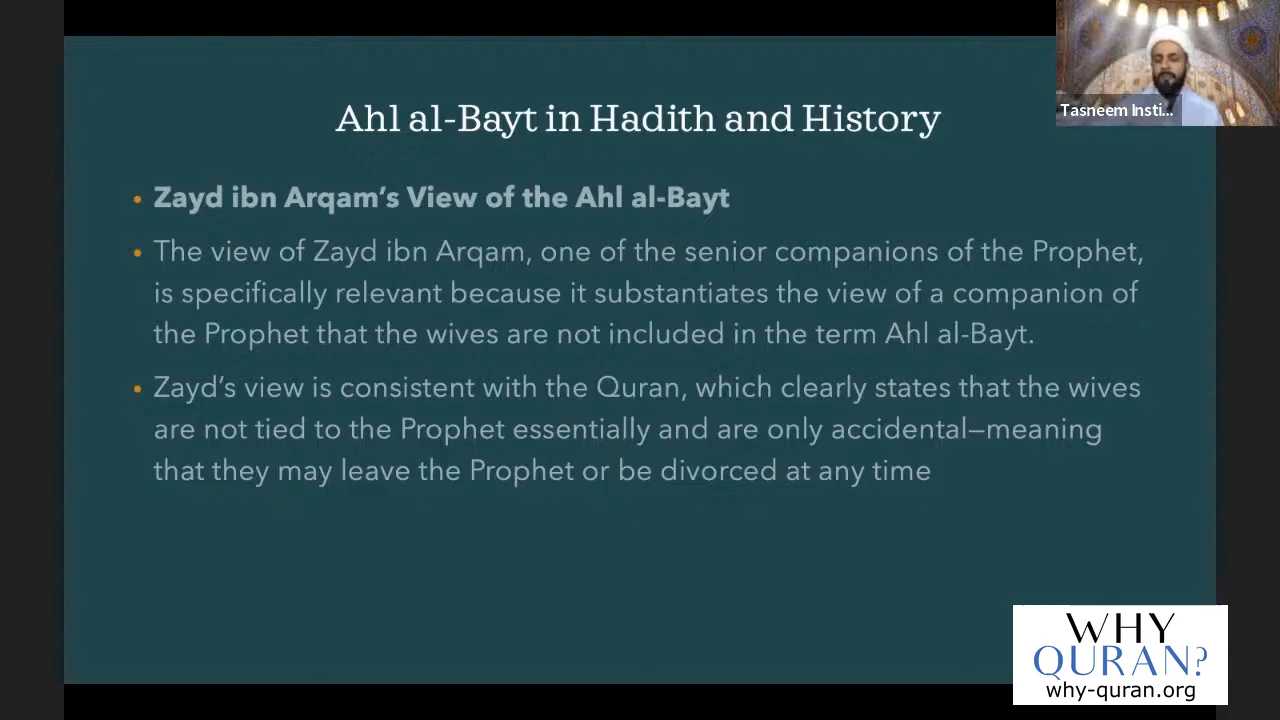 Ahl al-Bayt in Hadith and History
Tasneem Insti...
• Zayd ibn Arqam’s View of the Ahl al-Bayt
• The view of Zayd ibn Arqam, one of the senior companions of the Prophet,
is specifically relevant because it substantiates the view of a companion of
the Prophet that the wives are not included in the term Ahl al-Bayt.
• Zayd’s view is consistent with the Quran, which clearly states that the wives
are not tied to the Prophet essentially and are only accidental—meaning
that they may leave the Prophet or be divorced at any time
WHY
QURAN?
why-quran.org